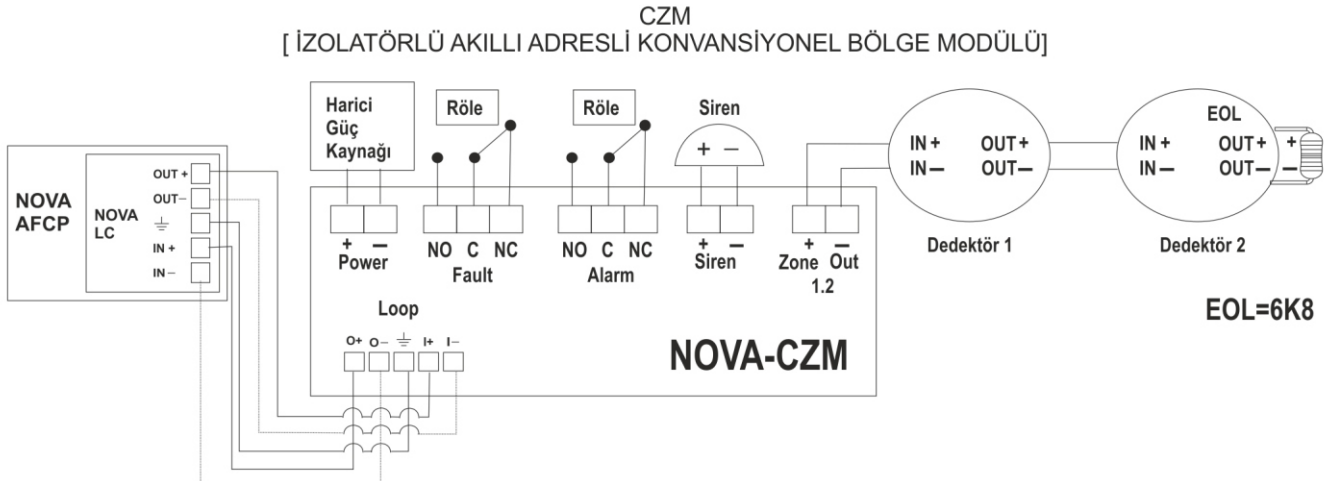 CZM
[ İZOLATÖRLÜ AKILLI ADRESLİ KONVANSİYONEL BÖLGE MODÜLÜ]
NOVA
AFCP
NOVA
LC
OUT +
OUT–
IN +
IN –
Harici
Güç
Kaynağı
Röle
Röle
Siren
+ –
+ –
Power
NO C NC
Fault
NO C NC
Alarm
+ –
Siren
+ –
Zone Out
1.2
Loop
O+ O– I+ I–
NOVA-CZM
IN + OUT+
IN– OUT–
Dedektör 1
EOL
IN + OUT+ +
IN– OUT– –
Dedektör 2
EOL=6K8